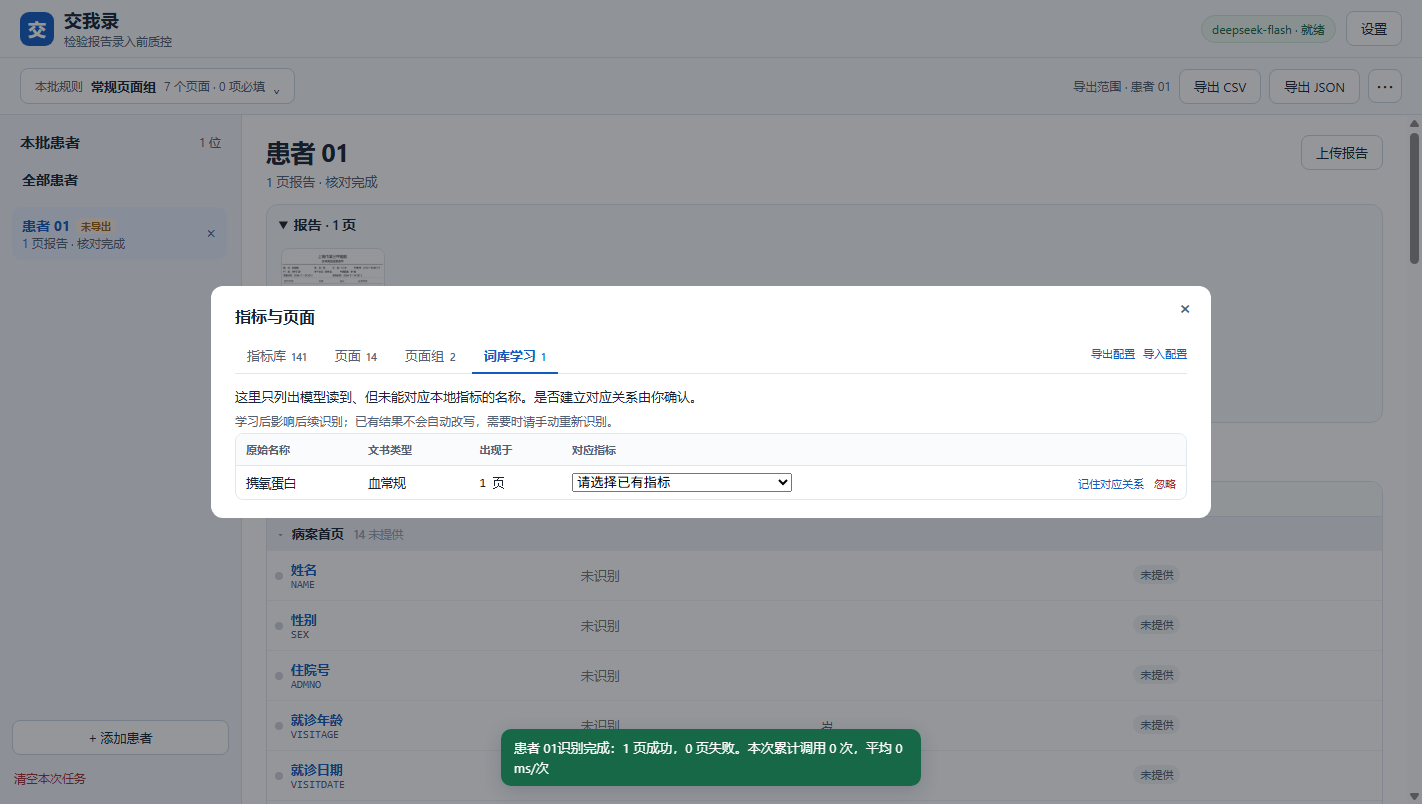 交
交我录
检验报告录入前质控
deepseek-flash · 就绪
设置
本批规则 常规页面组 7 个页面 · 0 项必填
导出范围 · 患者 01
导出 CSV
导出 JSON
···
本批患者
1 位
全部患者
患者 01 未导出
1 页报告 · 核对完成
×
+ 添加患者
清空本次任务
患者 01
1 页报告 · 核对完成
上传报告
▼ 报告 · 1 页
指标与页面
×
指标库 141
页面 14
页面组 2
词库学习 1
导出配置
导入配置
这里只列出模型读到、但未能对应本地指标的名称。是否建立对应关系由你确认。
学习后影响后续识别；已有结果不会自动改写，需要时请手动重新识别。
原始名称 文书类型 出现于 对应指标
携氧蛋白 血常规 1 页 请选择已有指标 记住对应关系 忽略
病案首页 14 未提供
姓名 未识别 未提供
NAME
性别 未识别 未提供
SEX
住院号 未识别 未提供
ADMNO
就诊年龄 未识别 岁 未提供
VISITAGE
就诊日期 未提供
VISITDATE
患者 01识别完成：1 页成功，0 页失败。本次累计调用 0 次，平均 0
ms/次